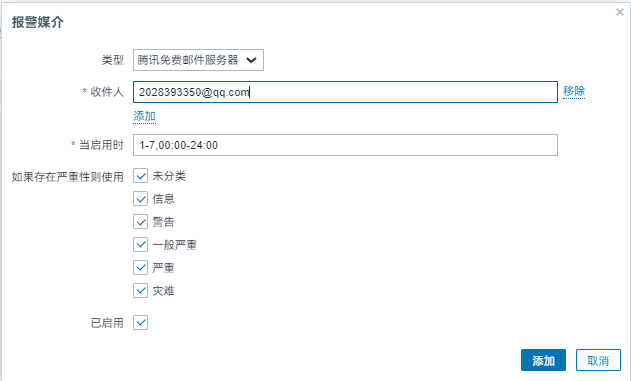 报警媒介
类型 腾讯免费邮件服务器
* 收件人 2028393350@qq.com 移除
添加
* 当启用时 1-7,00:00-24:00
如果存在严重性则使用 未分类
信息
警告
一般严重
严重
灾难
已启用
添加 取消